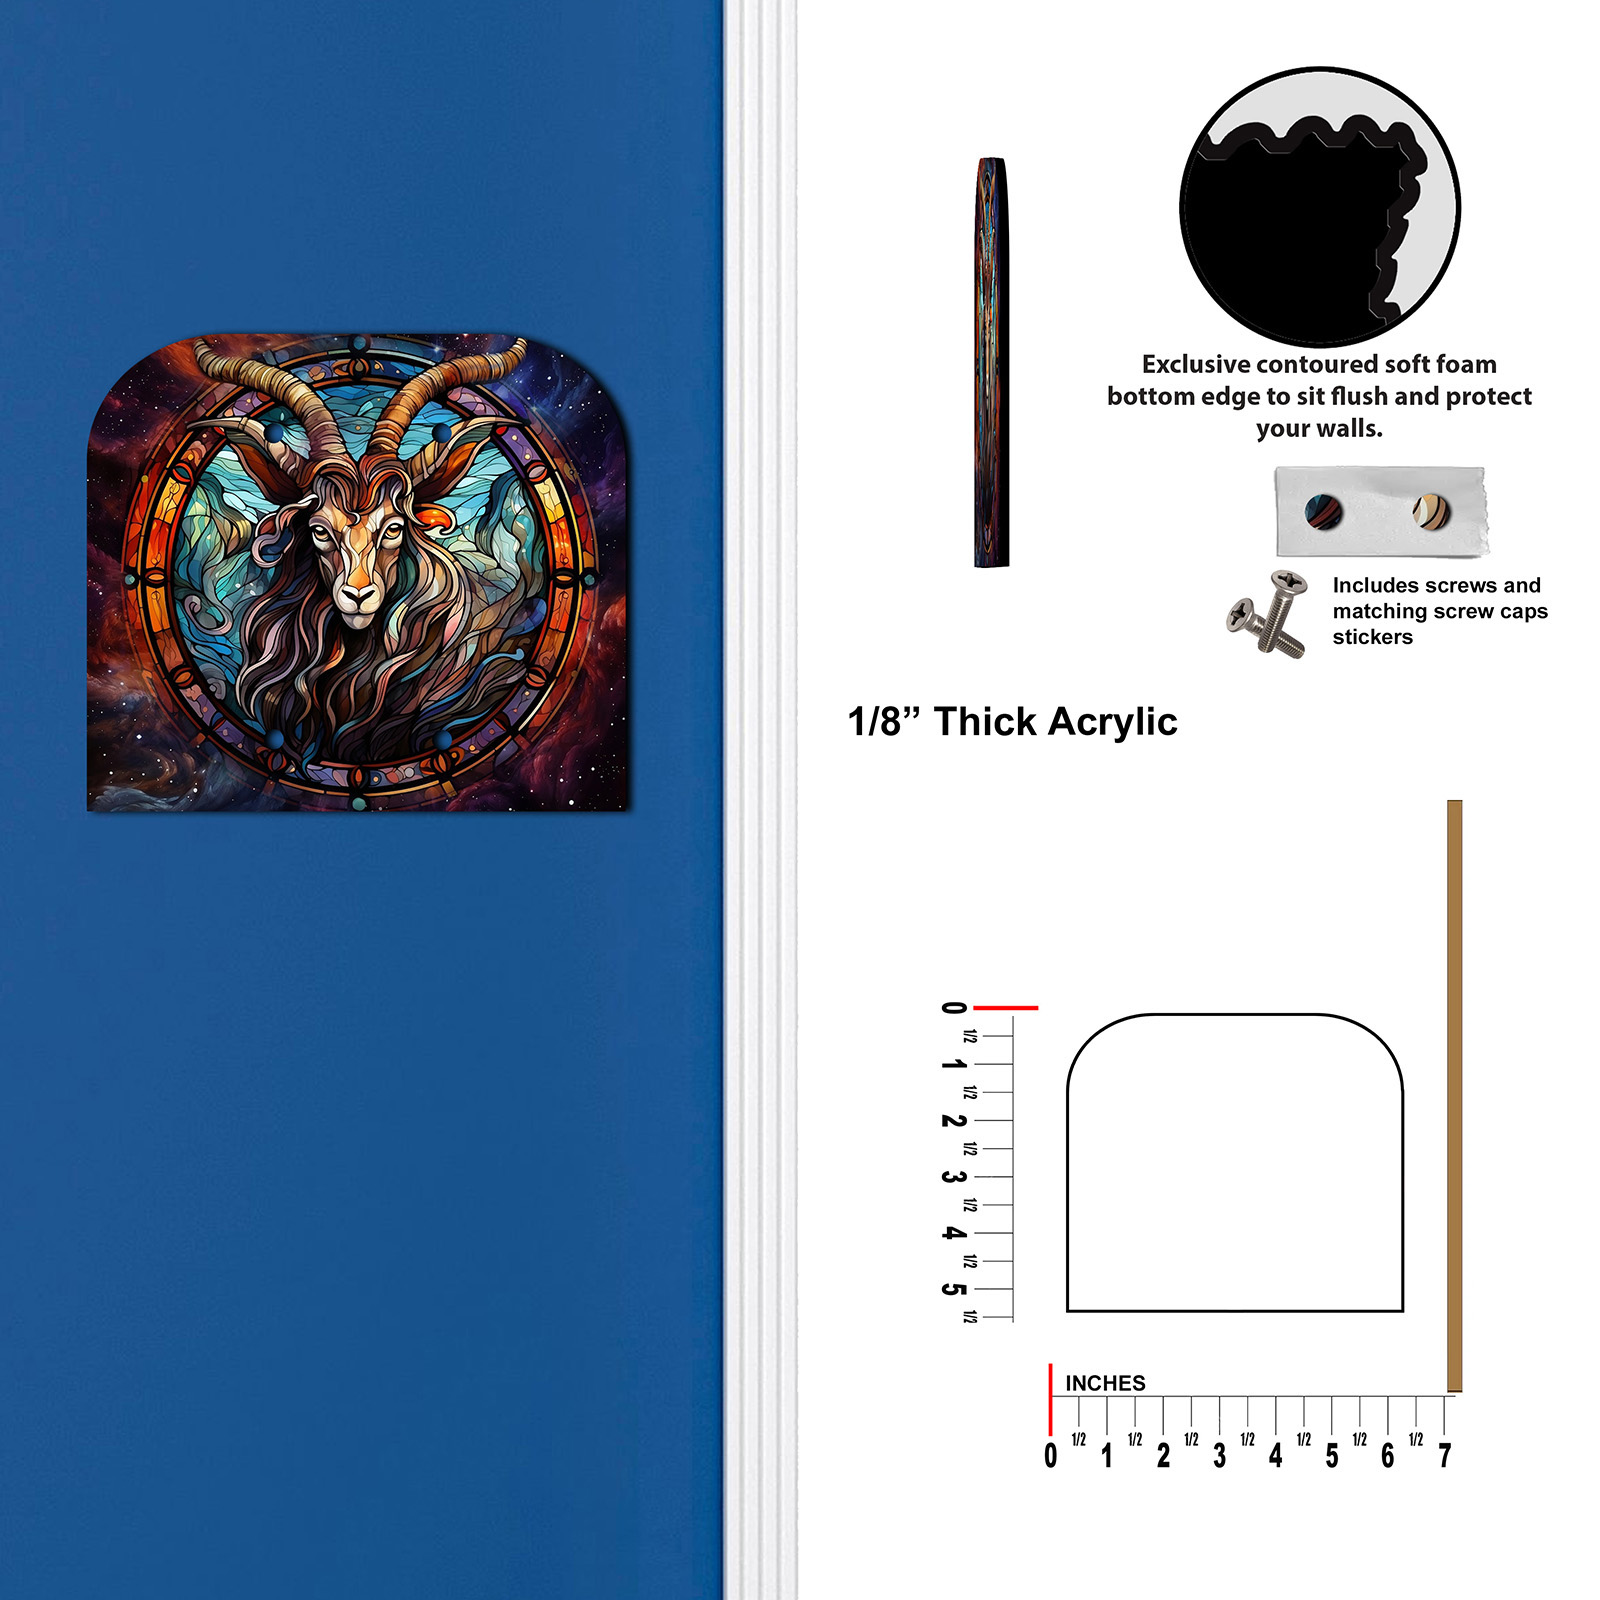 Exclusive contoured soft foam
bottom edge to sit flush and protect
your walls.
Includes screws and
matching screw caps
stickers
1/8” Thick Acrylic
0
1/2
1
1/2
2
1/2
3
1/2
4
1/2
5
1/2
INCHES
0 1/2 1 1/2 2 1/2 3 1/2 4 1/2 5 1/2 6 1/2 7